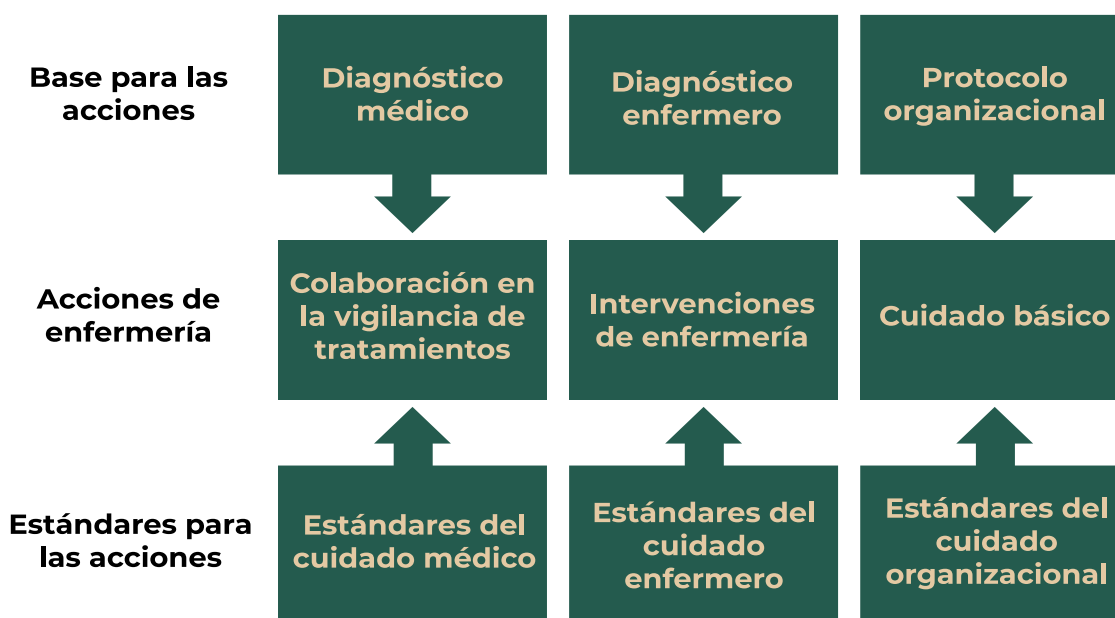 Base para las
acciones
Diagnóstico
médico
Diagnóstico
enfermero
Protocolo
organizacional
Acciones de
enfermería
Colaboración en
la vigilancia de
tratamientos
Intervenciones
de enfermería
Cuidado básico
Estándares para
las acciones
Estándares del
cuidado médico
Estándares del
cuidado
enfermero
Estándares del
cuidado
organizacional